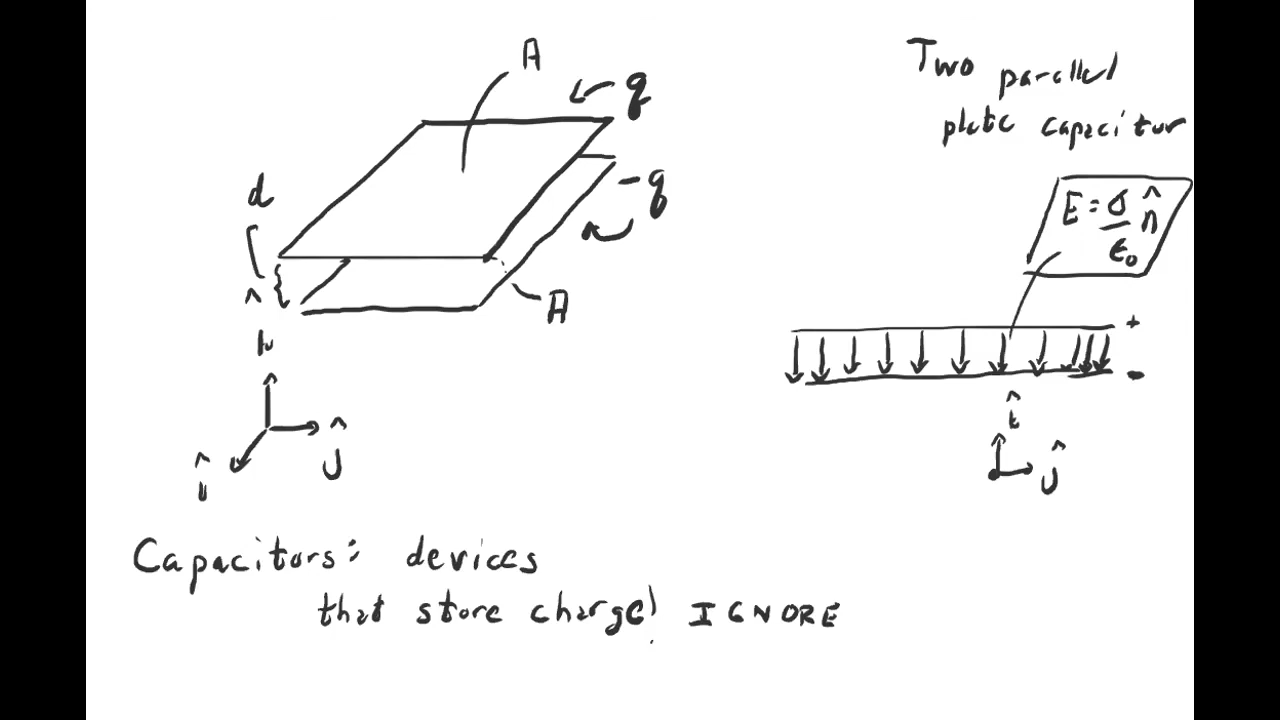 A
q
d
-q
A
k̂
ĵ
î
Two parallel
plate capacitor
E = σ/ε₀ n̂
+
-
k̂
ĵ
Capacitors: devices
that store charge! IGNORE